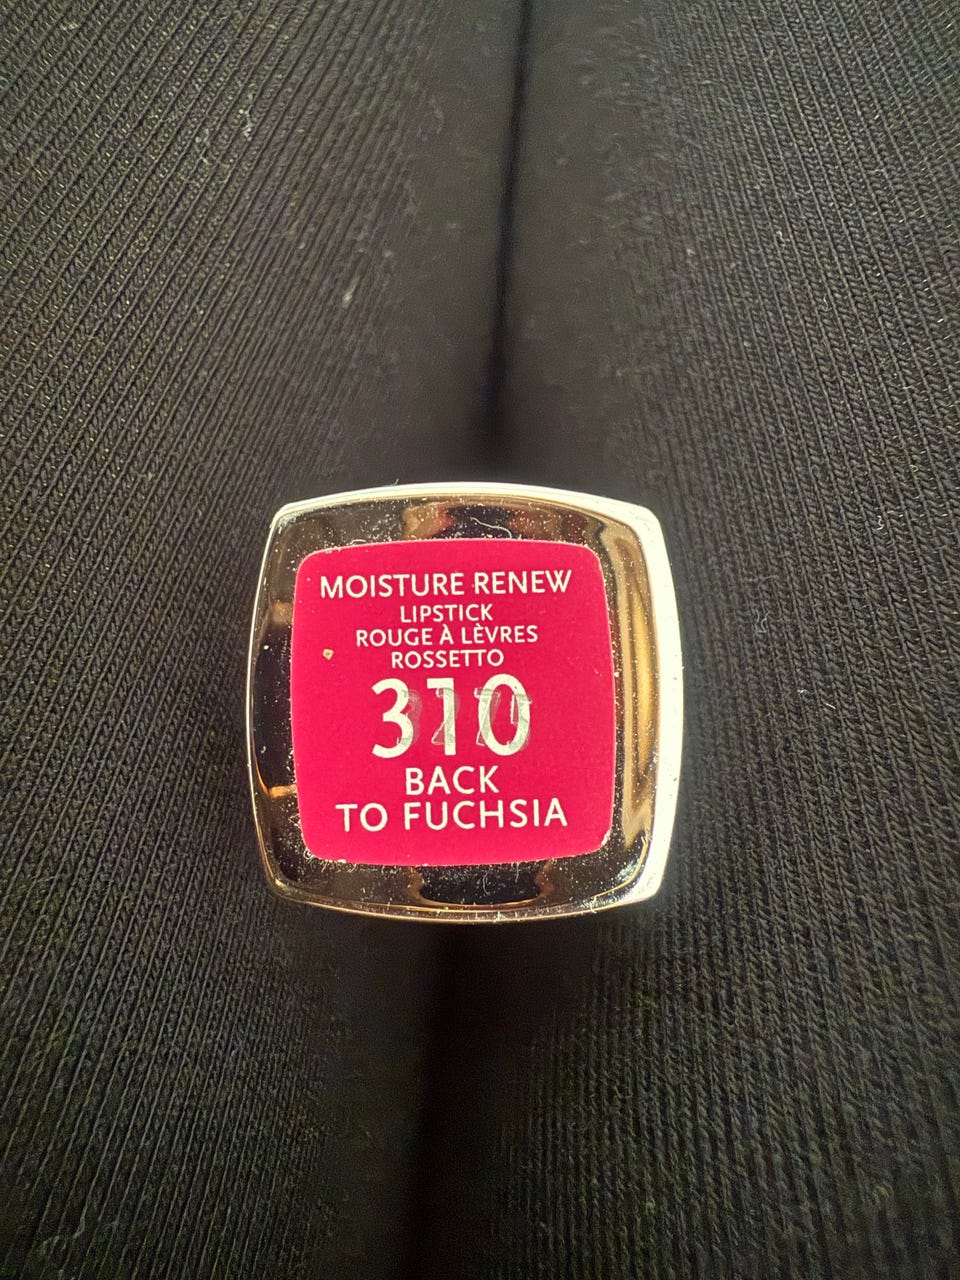 MOISTURE RENEW
LIPSTICK
ROUGE À LÈVRES
ROSSETTO
310
BACK
TO FUCHSIA